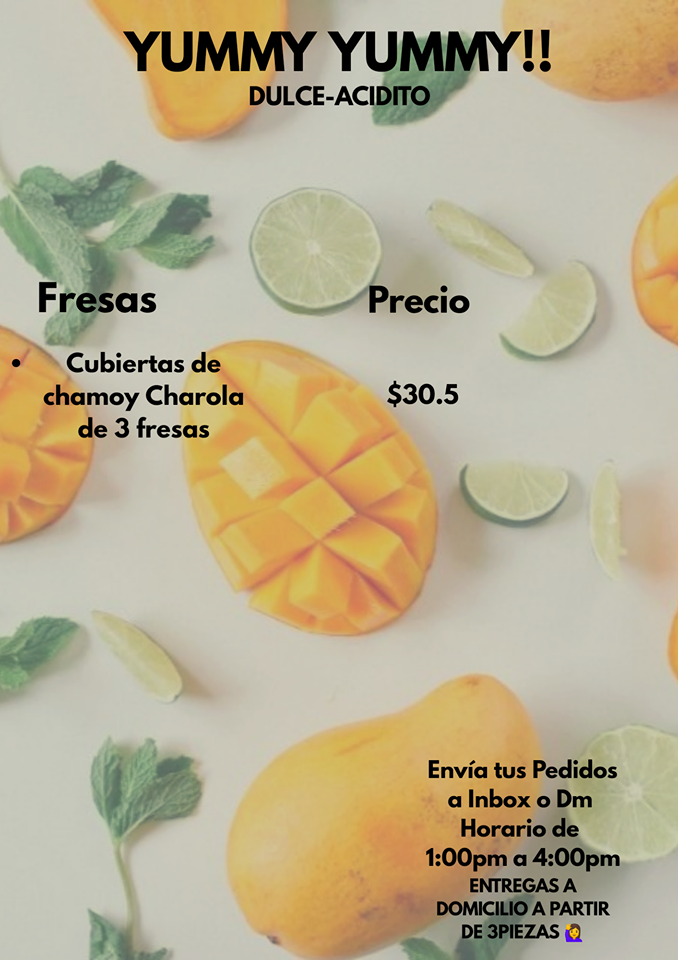 YUMMY YUMMY!!
DULCE-ACIDITO
Fresas
Precio
• Cubiertas de
chamoy Charola
de 3 fresas
$30.5
Envía tus Pedidos
a Inbox o Dm
Horario de
1:00pm a 4:00pm
ENTREGAS A
DOMICILIO A PARTIR
DE 3PIEZAS 🙋‍♀️